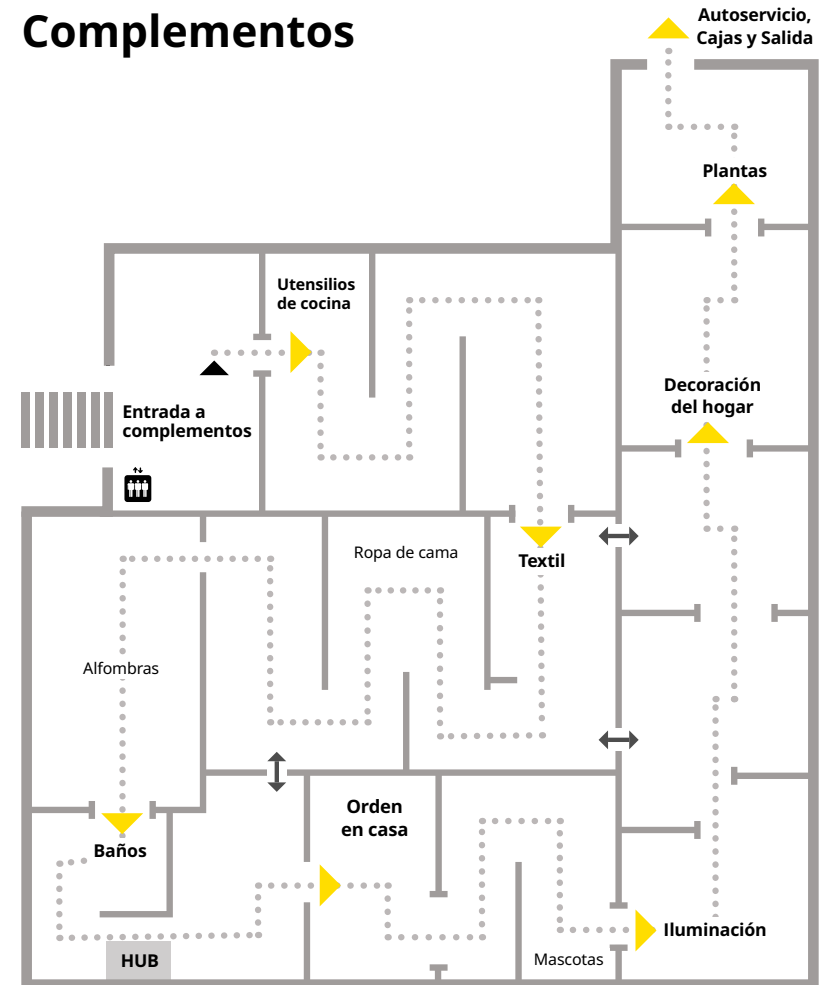 Complementos
Autoservicio,
Cajas y Salida
Plantas
Utensilios
de cocina
Decoración
del hogar
Entrada a
complementos
Ropa de cama
Textil
Alfombras
Orden
en casa
Baños
Iluminación
Mascotas
HUB